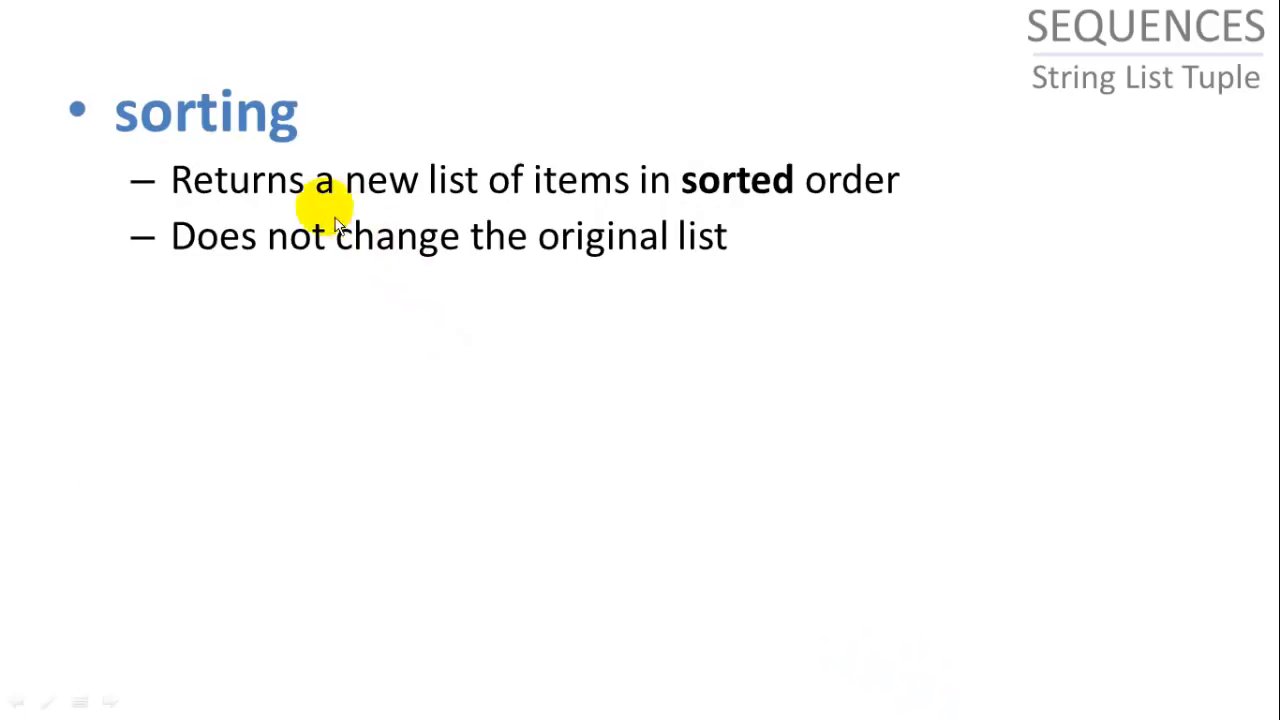 SEQUENCES
String List Tuple
• sorting
– Returns a new list of items in sorted order
– Does not change the original list